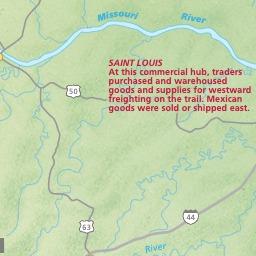 Missouri River
SAINT LOUIS
At this commercial hub, traders
purchased and warehoused
goods and supplies for westward
freighting on the trail. Mexican
goods were sold or shipped east.
50
63
44
River